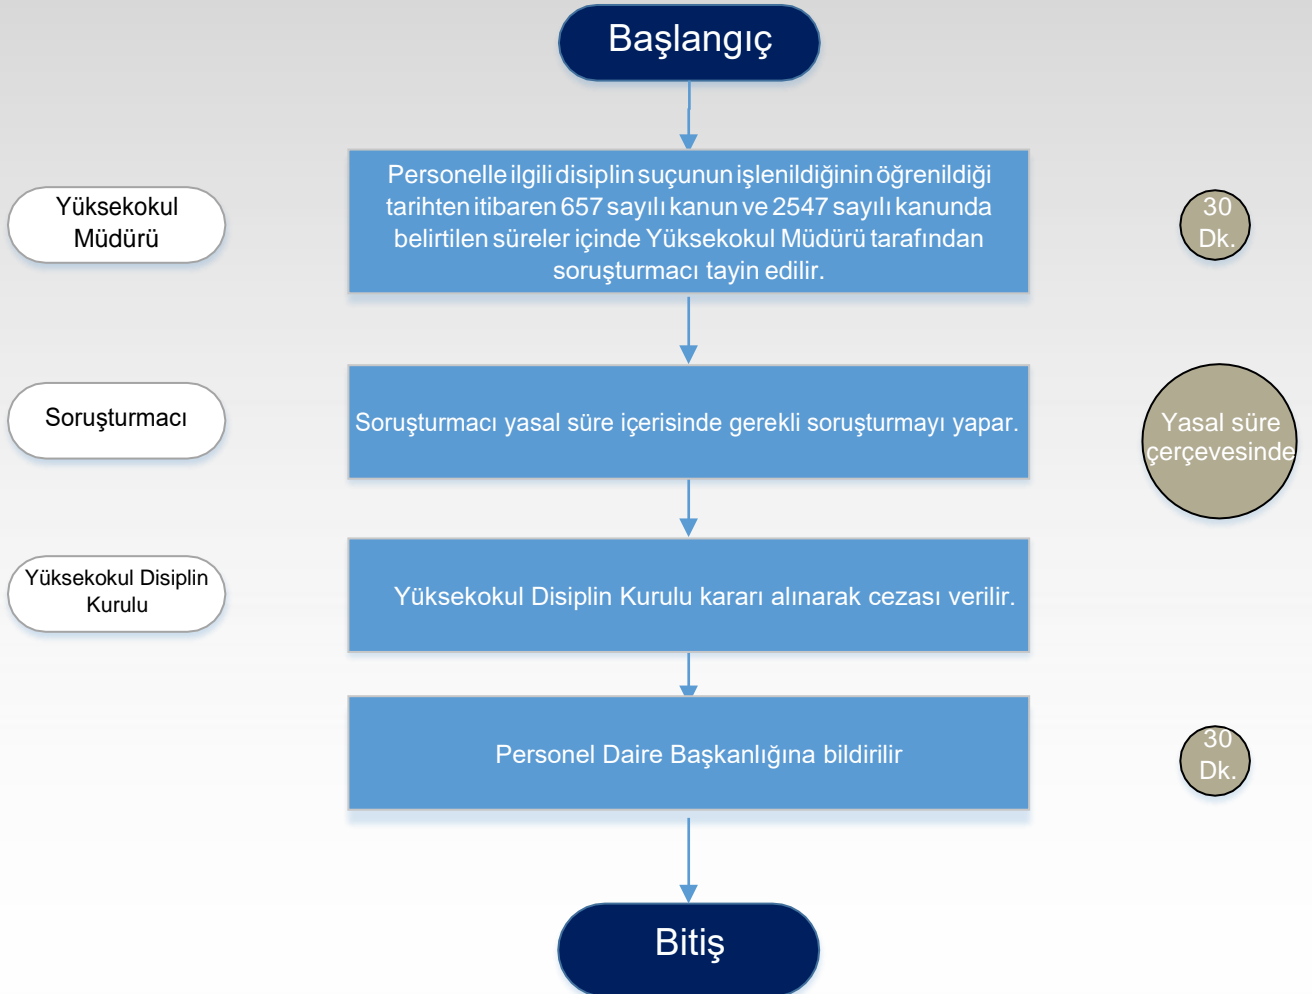 Başlangıç
Yüksekokul
Müdürü
Personelle ilgili disiplin suçunun işlenildiğinin öğrenildiği
tarihten itibaren 657 sayılı kanun ve 2547 sayılı kanunda
belirtilen süreler içinde Yüksekokul Müdürü tarafından
soruşturmacı tayin edilir.
30
Dk.
Soruşturmacı
Soruşturmacı yasal süre içerisinde gerekli soruşturmayı yapar.
Yasal süre
çerçevesinde
Yüksekokul Disiplin
Kurulu
Yüksekokul Disiplin Kurulu kararı alınarak cezası verilir.
Personel Daire Başkanlığına bildirilir
30
Dk.
Bitiş